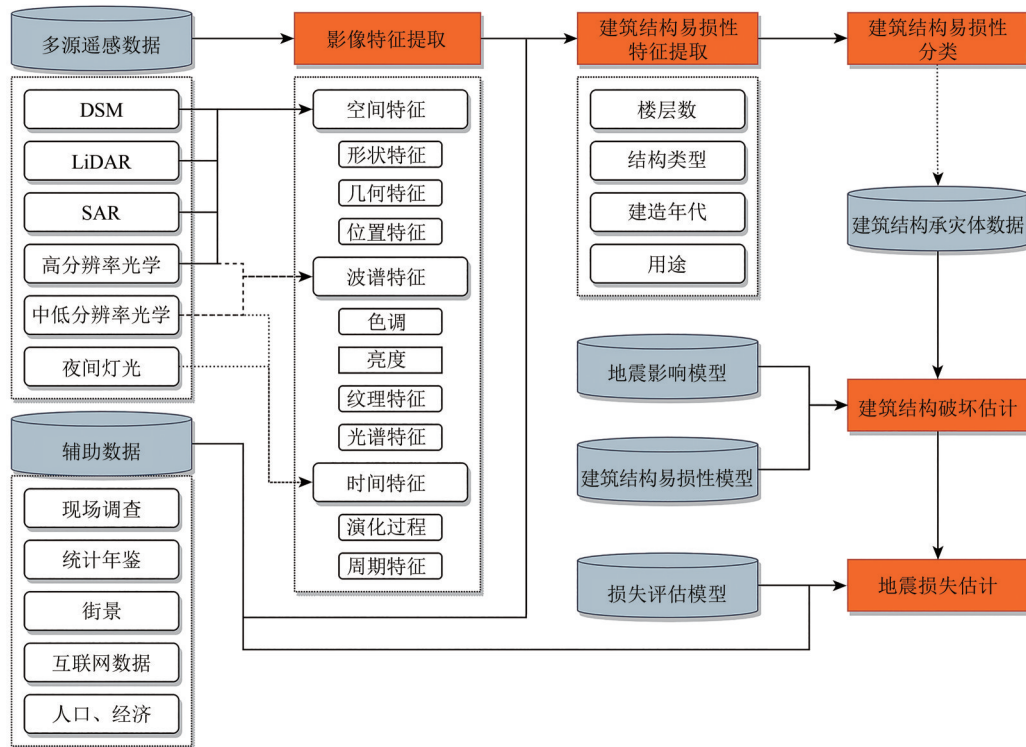 多源遥感数据
DSM
LiDAR
SAR
高分辨率光学
中低分辨率光学
夜间灯光
辅助数据
现场调查
统计年鉴
街景
互联网数据
人口、经济
影像特征提取
空间特征
形状特征
几何特征
位置特征
波谱特征
色调
亮度
纹理特征
光谱特征
时间特征
演化过程
周期特征
建筑结构易损性
特征提取
楼层数
结构类型
建造年代
用途
地震影响模型
建筑结构易损性模型
损失评估模型
建筑结构易损性
分类
建筑结构承灾体数据
建筑结构破坏估计
地震损失估计